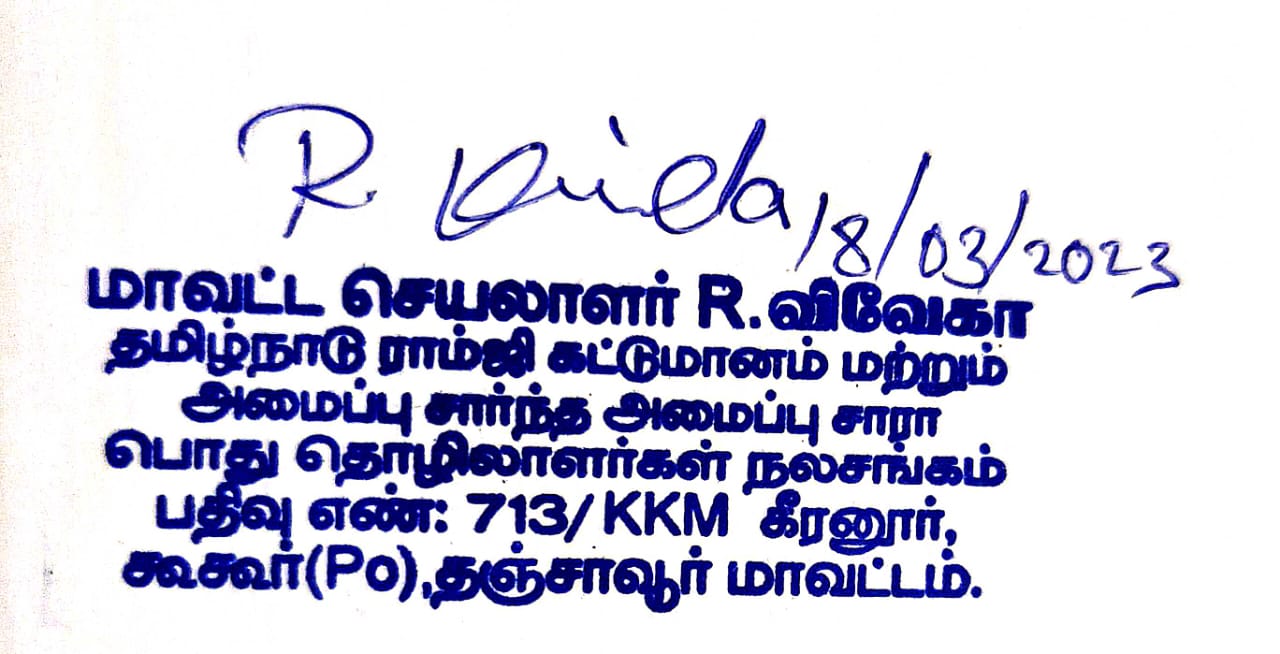 R. 18/03/2023
மாவட்ட செயலாளர் R.விவேகா
தமிழ்நாடு ராம்ஜி கட்டுமானம் மற்றும்
அமைப்பு சார்ந்த அமைப்பு சாரா
பொது தொழிலாளர்கள் நலசங்கம்
பதிவு எண்: 713/KKM கீரனூர்,
கூகூர்(Po),தஞ்சாவூர் மாவட்டம்.